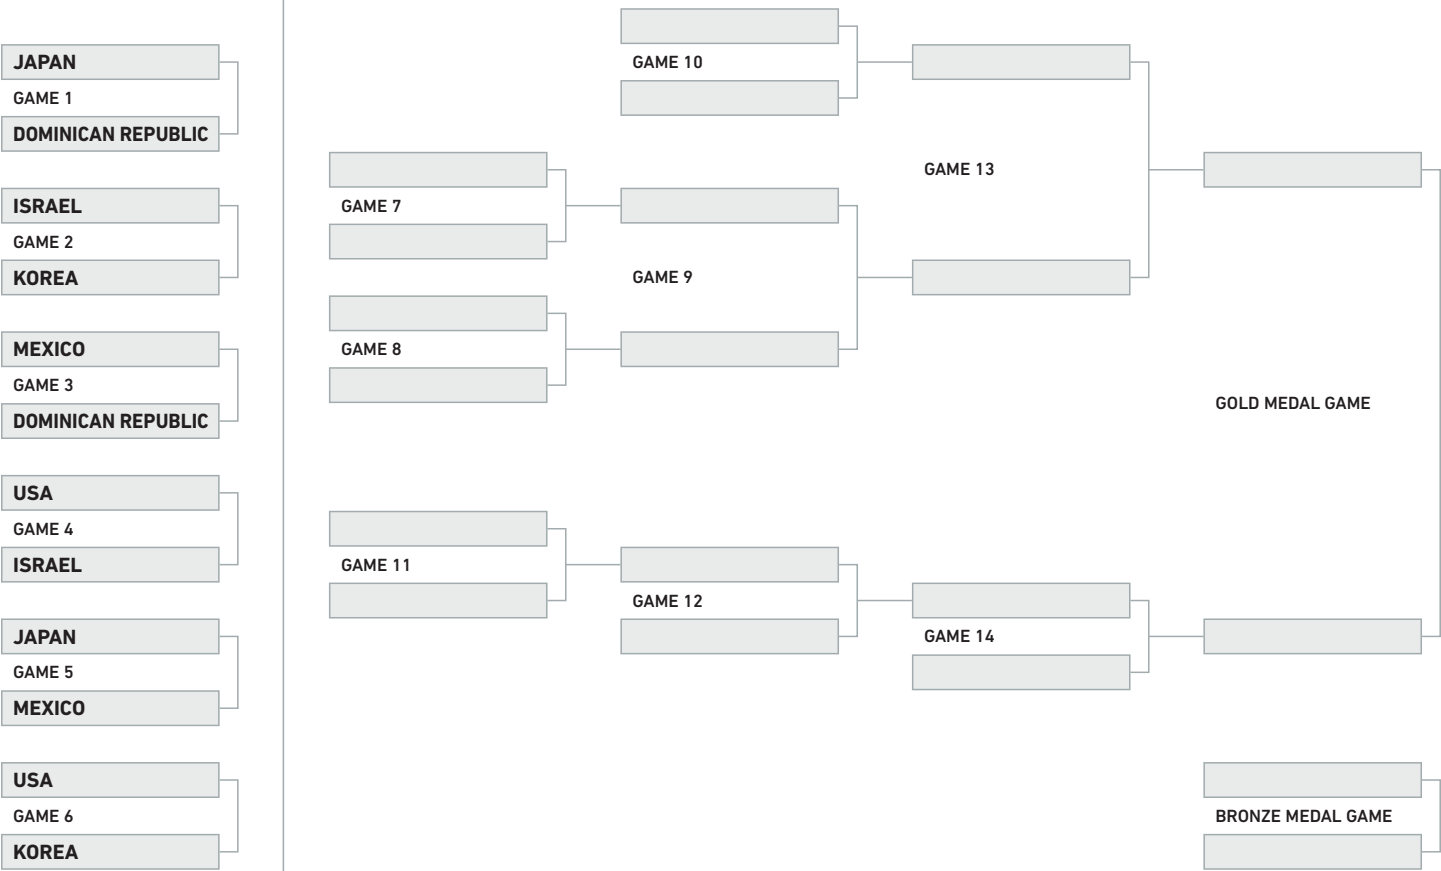 JAPAN
GAME 1
DOMINICAN REPUBLIC
ISRAEL
GAME 2
KOREA
MEXICO
GAME 3
DOMINICAN REPUBLIC
USA
GAME 4
ISRAEL
JAPAN
GAME 5
MEXICO
USA
GAME 6
KOREA
GAME 7
GAME 8
GAME 11
GAME 10
GAME 9
GAME 12
GAME 13
GAME 14
GOLD MEDAL GAME
BRONZE MEDAL GAME